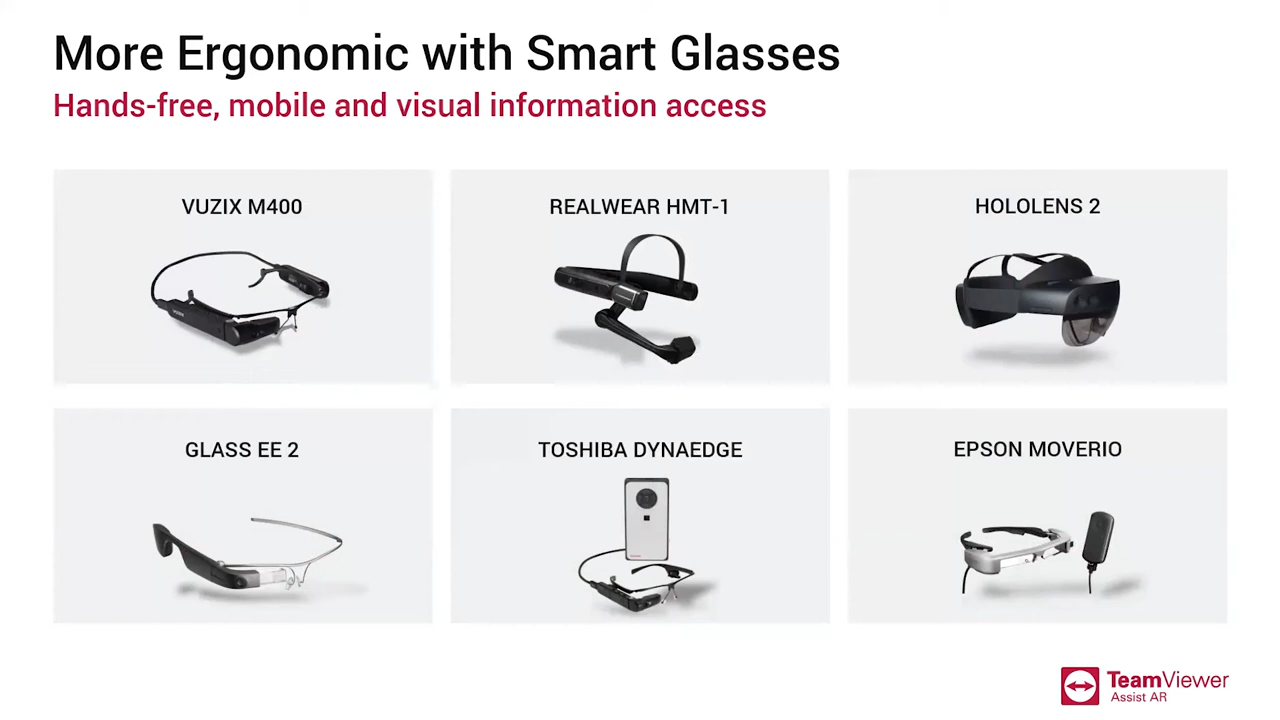 More Ergonomic with Smart Glasses
Hands-free, mobile and visual information access
VUZIX M400
REALWEAR HMT-1
HOLOLENS 2
VUZIX
GLASS EE 2
TOSHIBA DYNAEDGE
EPSON MOVERIO
TeamViewer
Assist AR